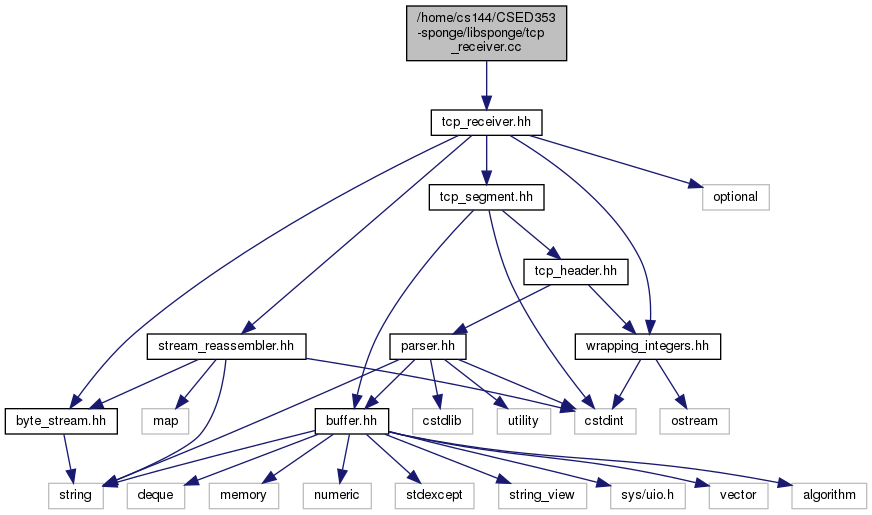 /home/cs144/CSED353
-sponge/libsponge/tcp
_receiver.cc
tcp_receiver.hh
tcp_segment.hh
optional
tcp_header.hh
stream_reassembler.hh
parser.hh
wrapping_integers.hh
byte_stream.hh
map
buffer.hh
cstdlib
utility
cstdint
ostream
string
deque
memory
numeric
stdexcept
string_view
sys/uio.h
vector
algorithm